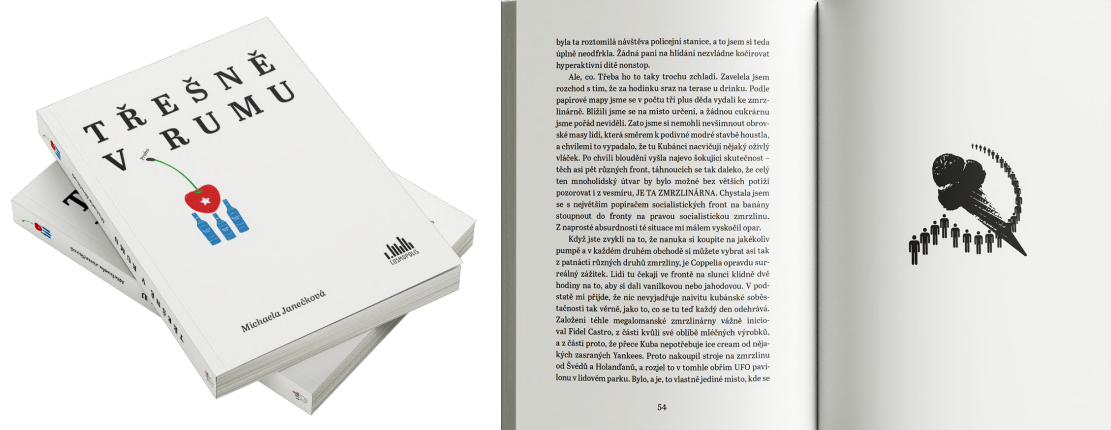 TŘEŠNĚ
V RUMU
COSMOPOLIS
Michaela Janečková
byla ta roztomilá návštěva policejní stanice, a to jsem si teda
úplně neodfrkla. Žádná paní na hlídání nezvládne kočírovat
hyperaktivní dítě nonstop.
Ale, co. Třeba ho to taky trochu zchladí. Zavelela jsem
rozchod s tím, že za hodinku sraz na terase u drinku. Podle
papírové mapy jsme se v počtu tři plus děda vydali ke zmrz-
linárně. Blížili jsme se na místo určení, a žádnou cukrárnu
jsme pořád neviděli. Zato jsme si nemohli nevšimnout obrov-
ské masy lidí, která směrem k podivné modré stavbě houstla,
a chvílemi to vypadalo, že tu Kubánci nacvičují nějaký oživlý
vláček. Po chvíli bloudění vyšla najevo šokující skutečnost –
těch asi pět různých front, táhnoucích se tak daleko, že celý
ten mnoholidský útvar by bylo možné bez větších potíží
pozorovat i z vesmíru, JE TA ZMRZLINÁRNA. Chystala jsem
se s největším popíračem socialistických front na banány
stoupnout do fronty na pravou socialistickou zmrzlinu.
Z naprosté absurdnosti té situace mi málem vyskočil opar.
Když jste zvyklí na to, že nanuka si koupíte na jakékoliv
pumpě a v každém druhém obchodě si můžete vybrat asi tak
z patnácti různých druhů zmrzliny, je Coppelia opravdu sur-
reálný zážitek. Lidi tu čekají ve frontě na slunci klidně dvě
hodiny na to, aby si dali vanilkovou nebo jahodovou. V pod-
statě mi přijde, že nic nevyjadřuje naivitu kubánské soběs-
tačnosti tak věrně, jako to, co se tu teď každý den odehrává.
Založení téhle megalomanské zmrzlinárny vážně inicio-
val Fidel Castro, z části kvůli své oblibě mléčných výrobků,
a z části proto, že přece Kuba nepotřebuje ice cream od něja-
kých zasraných Yankees. Proto nakoupil stroje na zmrzlinu
od Švédů a Holanďanů, a rozjel to v tomhle obřím UFO pavi-
lonu v lidovém parku. Bylo, a je, to vlastně jediné místo, kde se
54